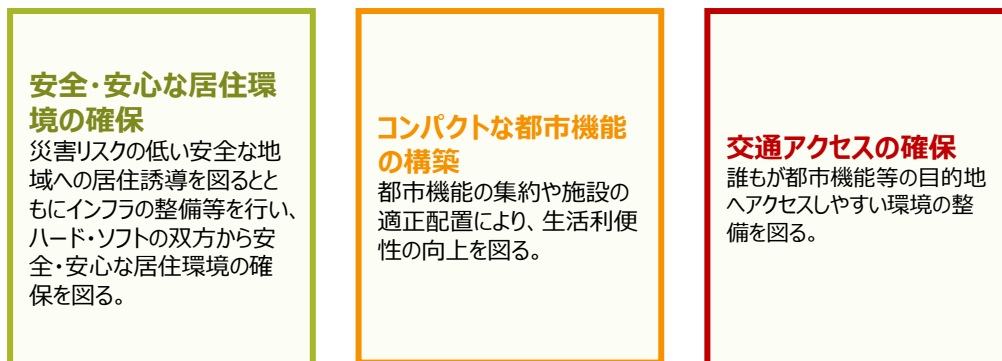 安全・安心な居住環
境の確保
災害リスクの低い安全な地
域への居住誘導を図るとと
もにインフラの整備等を行い、
ハード・ソフトの双方から安
全・安心な居住環境の確
保を図る。
コンパクトな都市機能
の構築
都市機能の集約や施設の
適正配置により、生活利便
性の向上を図る。
交通アクセスの確保
誰もが都市機能等の目的地
へアクセスしやすい環境の整
備を図る。